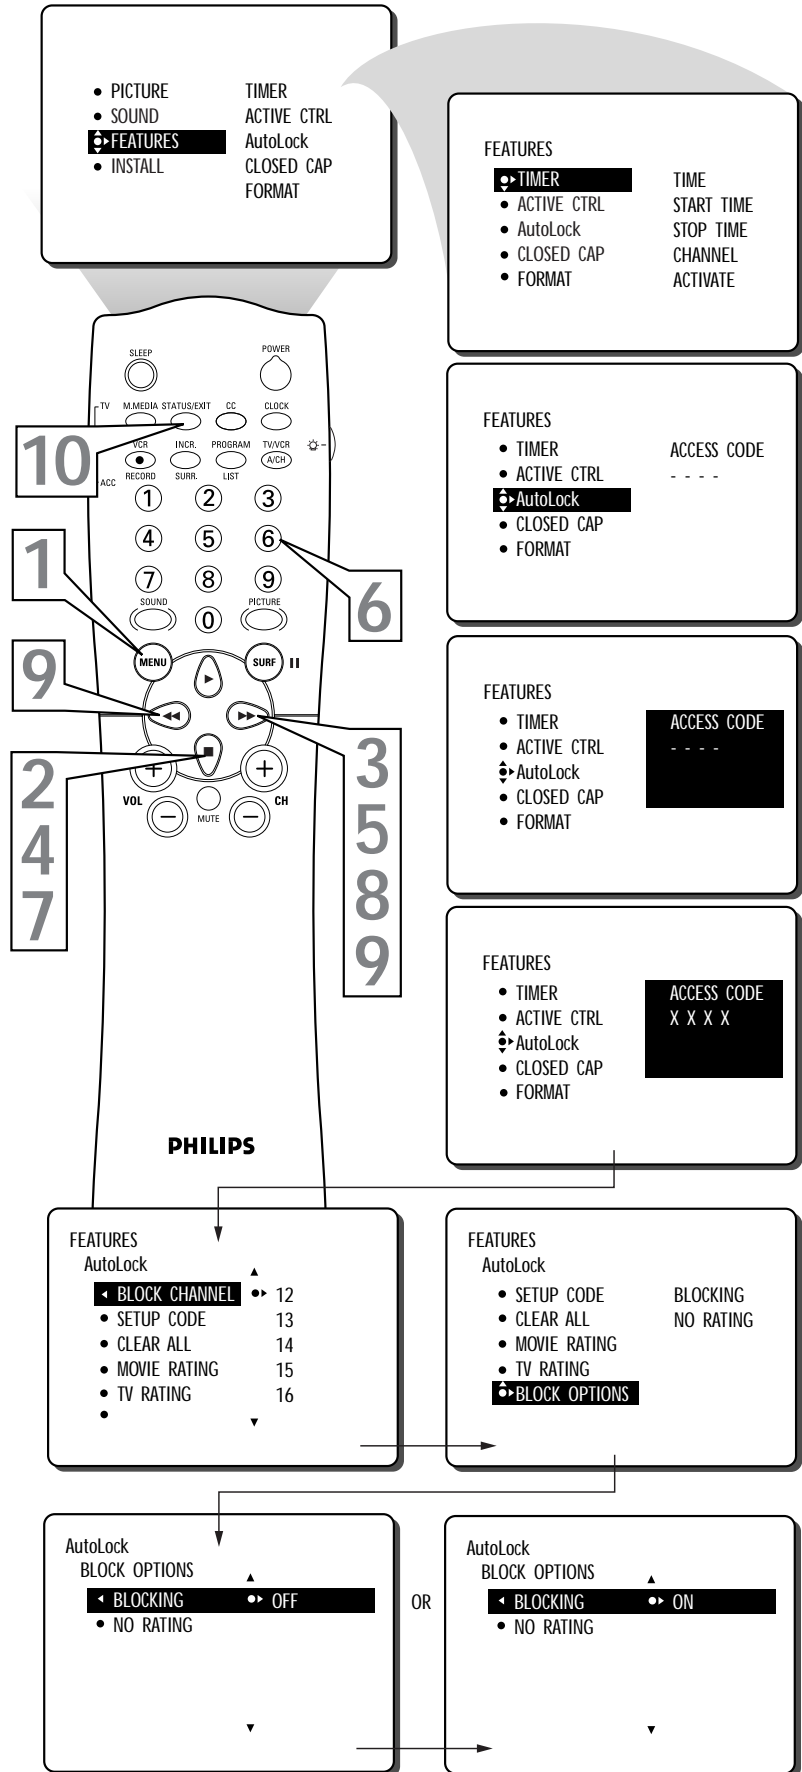 PICTURE TIMER
SOUND ACTIVE CTRL
FEATURES AutoLock
INSTALL CLOSED CAP
FORMAT
FEATURES
TIMER TIME
ACTIVE CTRL START TIME
AutoLock STOP TIME
CLOSED CAP CHANNEL
FORMAT ACTIVATE
SLEEP POWER
TV M.MEDIA STATUS/EXIT CC CLOCK
VCR INCR. PROGRAM TV/VCR
A/CH
ACC RECORD SURR. LIST
1 2 3
4 5 6
7 8 9
SOUND 0 PICTURE
MENU SURF
VOL MUTE CH
PHILIPS
10
1
6
9
2
4
7
3
5
8
9
FEATURES
TIMER ACCESS CODE
ACTIVE CTRL - - - -
AutoLock
CLOSED CAP
FORMAT
FEATURES
TIMER ACCESS CODE
ACTIVE CTRL - - - -
AutoLock
CLOSED CAP
FORMAT
FEATURES
TIMER ACCESS CODE
ACTIVE CTRL X X X X
AutoLock
CLOSED CAP
FORMAT
FEATURES
AutoLock
BLOCK CHANNEL 12
SETUP CODE 13
CLEAR ALL 14
MOVIE RATING 15
TV RATING 16
FEATURES
AutoLock
SETUP CODE BLOCKING
CLEAR ALL NO RATING
MOVIE RATING
TV RATING
BLOCK OPTIONS
AutoLock
BLOCK OPTIONS
BLOCKING OFF
NO RATING
OR
AutoLock
BLOCK OPTIONS
BLOCKING ON
NO RATING